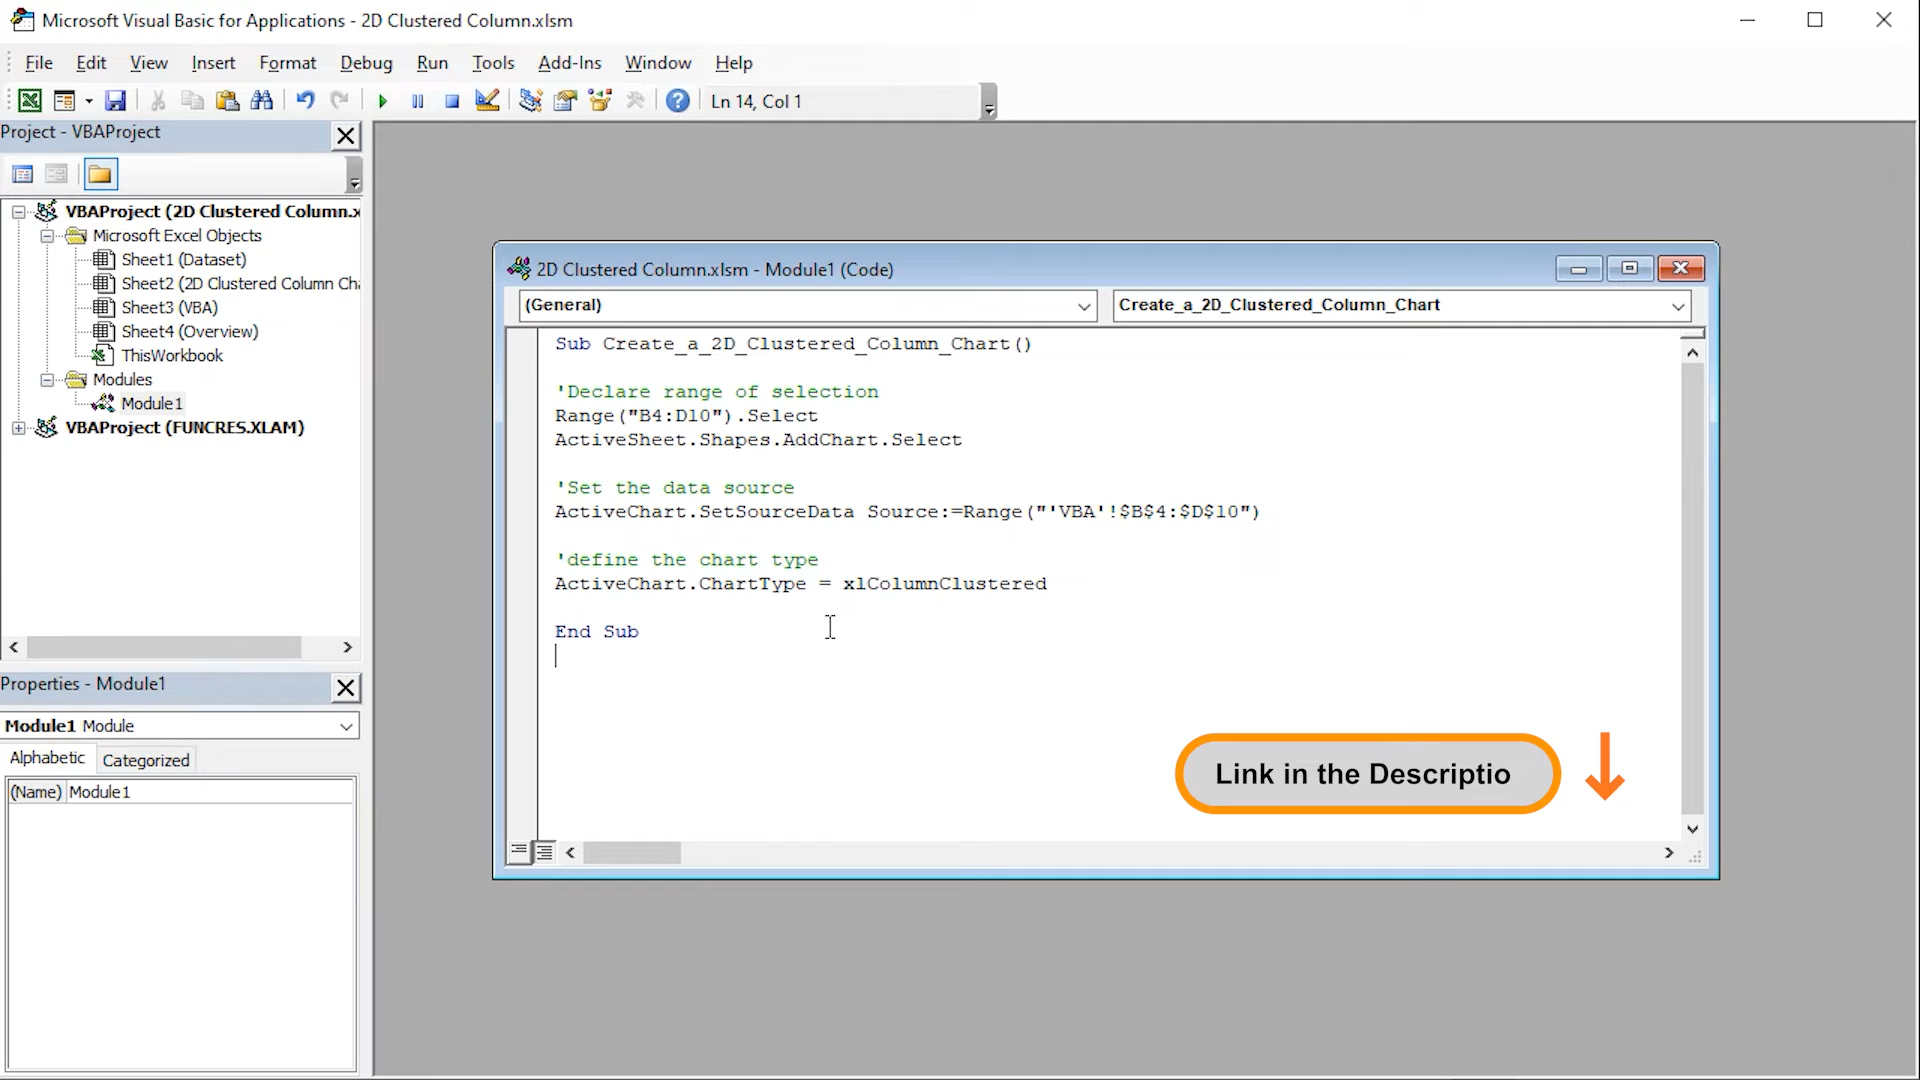 Microsoft Visual Basic for Applications - 2D Clustered Column.xlsm
File Edit View Insert Format Debug Run Tools Add-Ins Window Help
Ln 14, Col 1
Project - VBAProject
VBAProject (2D Clustered Column.x
Microsoft Excel Objects
Sheet1 (Dataset)
Sheet2 (2D Clustered Column Cha
Sheet3 (VBA)
Sheet4 (Overview)
ThisWorkbook
Modules
Module1
VBAProject (FUNCRES.XLAM)
Properties - Module1
Module1 Module
Alphabetic Categorized
(Name) Module1
2D Clustered Column.xlsm - Module1 (Code)
(General) Create_a_2D_Clustered_Column_Chart
Sub Create_a_2D_Clustered_Column_Chart()
'Declare range of selection
Range("B4:D10").Select
ActiveSheet.Shapes.AddChart.Select
'Set the data source
ActiveChart.SetSourceData Source:=Range("'VBA'!$B$4:$D$10")
'define the chart type
ActiveChart.ChartType = xlColumnClustered
End Sub
Link in the Descriptio